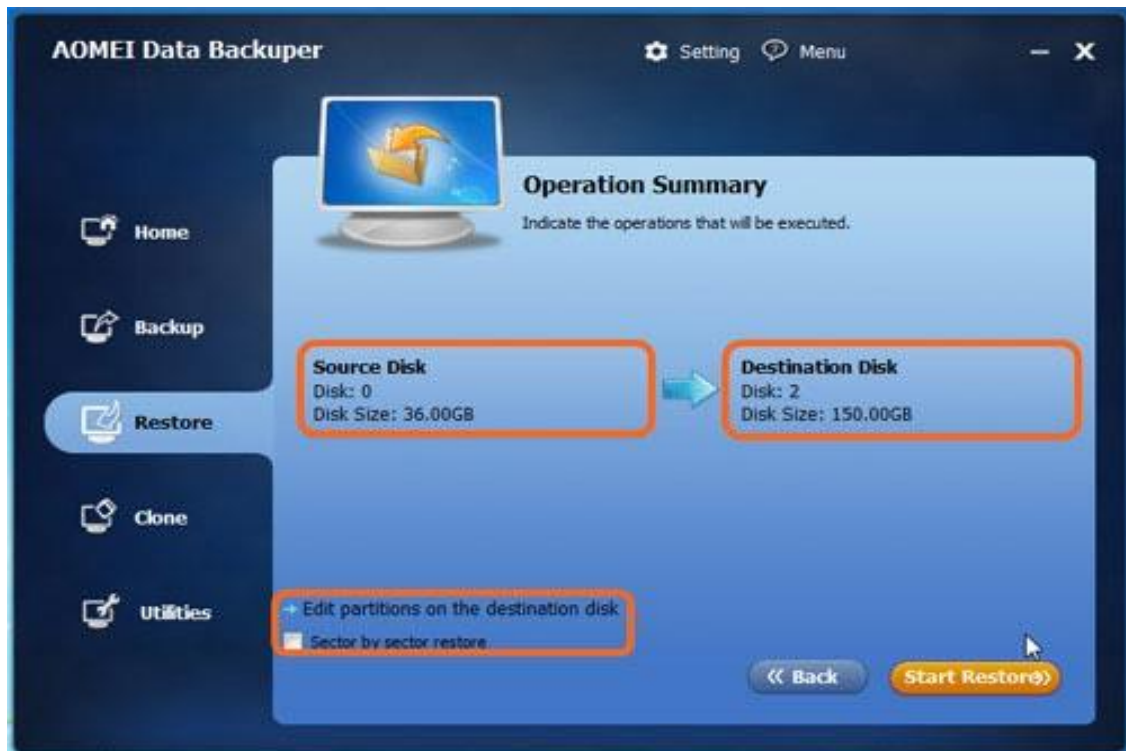 AOMEI Data Backuper
Setting Menu
Operation Summary
Indicate the operations that will be executed.
Home
Backup
Restore
Clone
Utilities
Source Disk
Disk: 0
Disk Size: 36.00GB
Destination Disk
Disk: 2
Disk Size: 150.00GB
Edit partitions on the destination disk
Sector by sector restore
<< Back
Start Restore>>